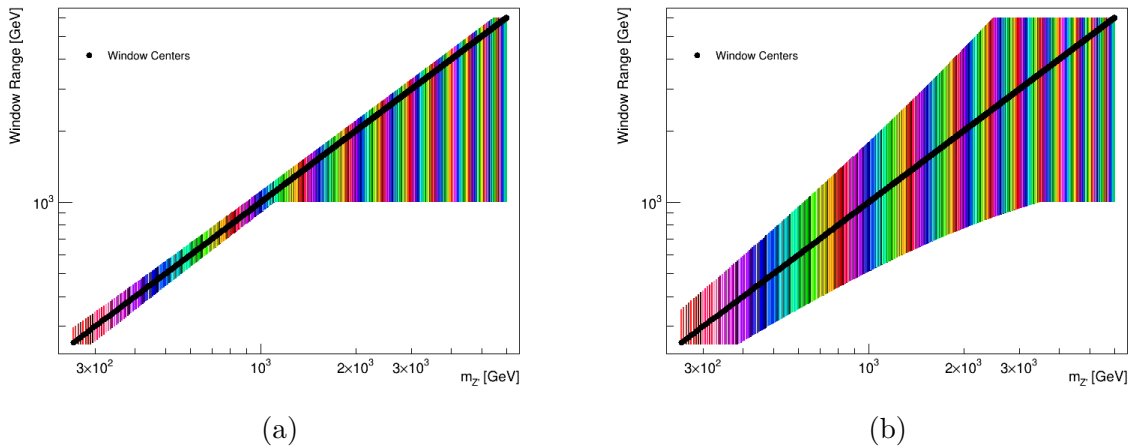 Window Range [GeV]
Window Centers
10³
3×10²
10³
2×10³
3×10³
m_Z' [GeV]
(a)
Window Range [GeV]
Window Centers
10³
3×10²
10³
2×10³
3×10³
m_Z' [GeV]
(b)